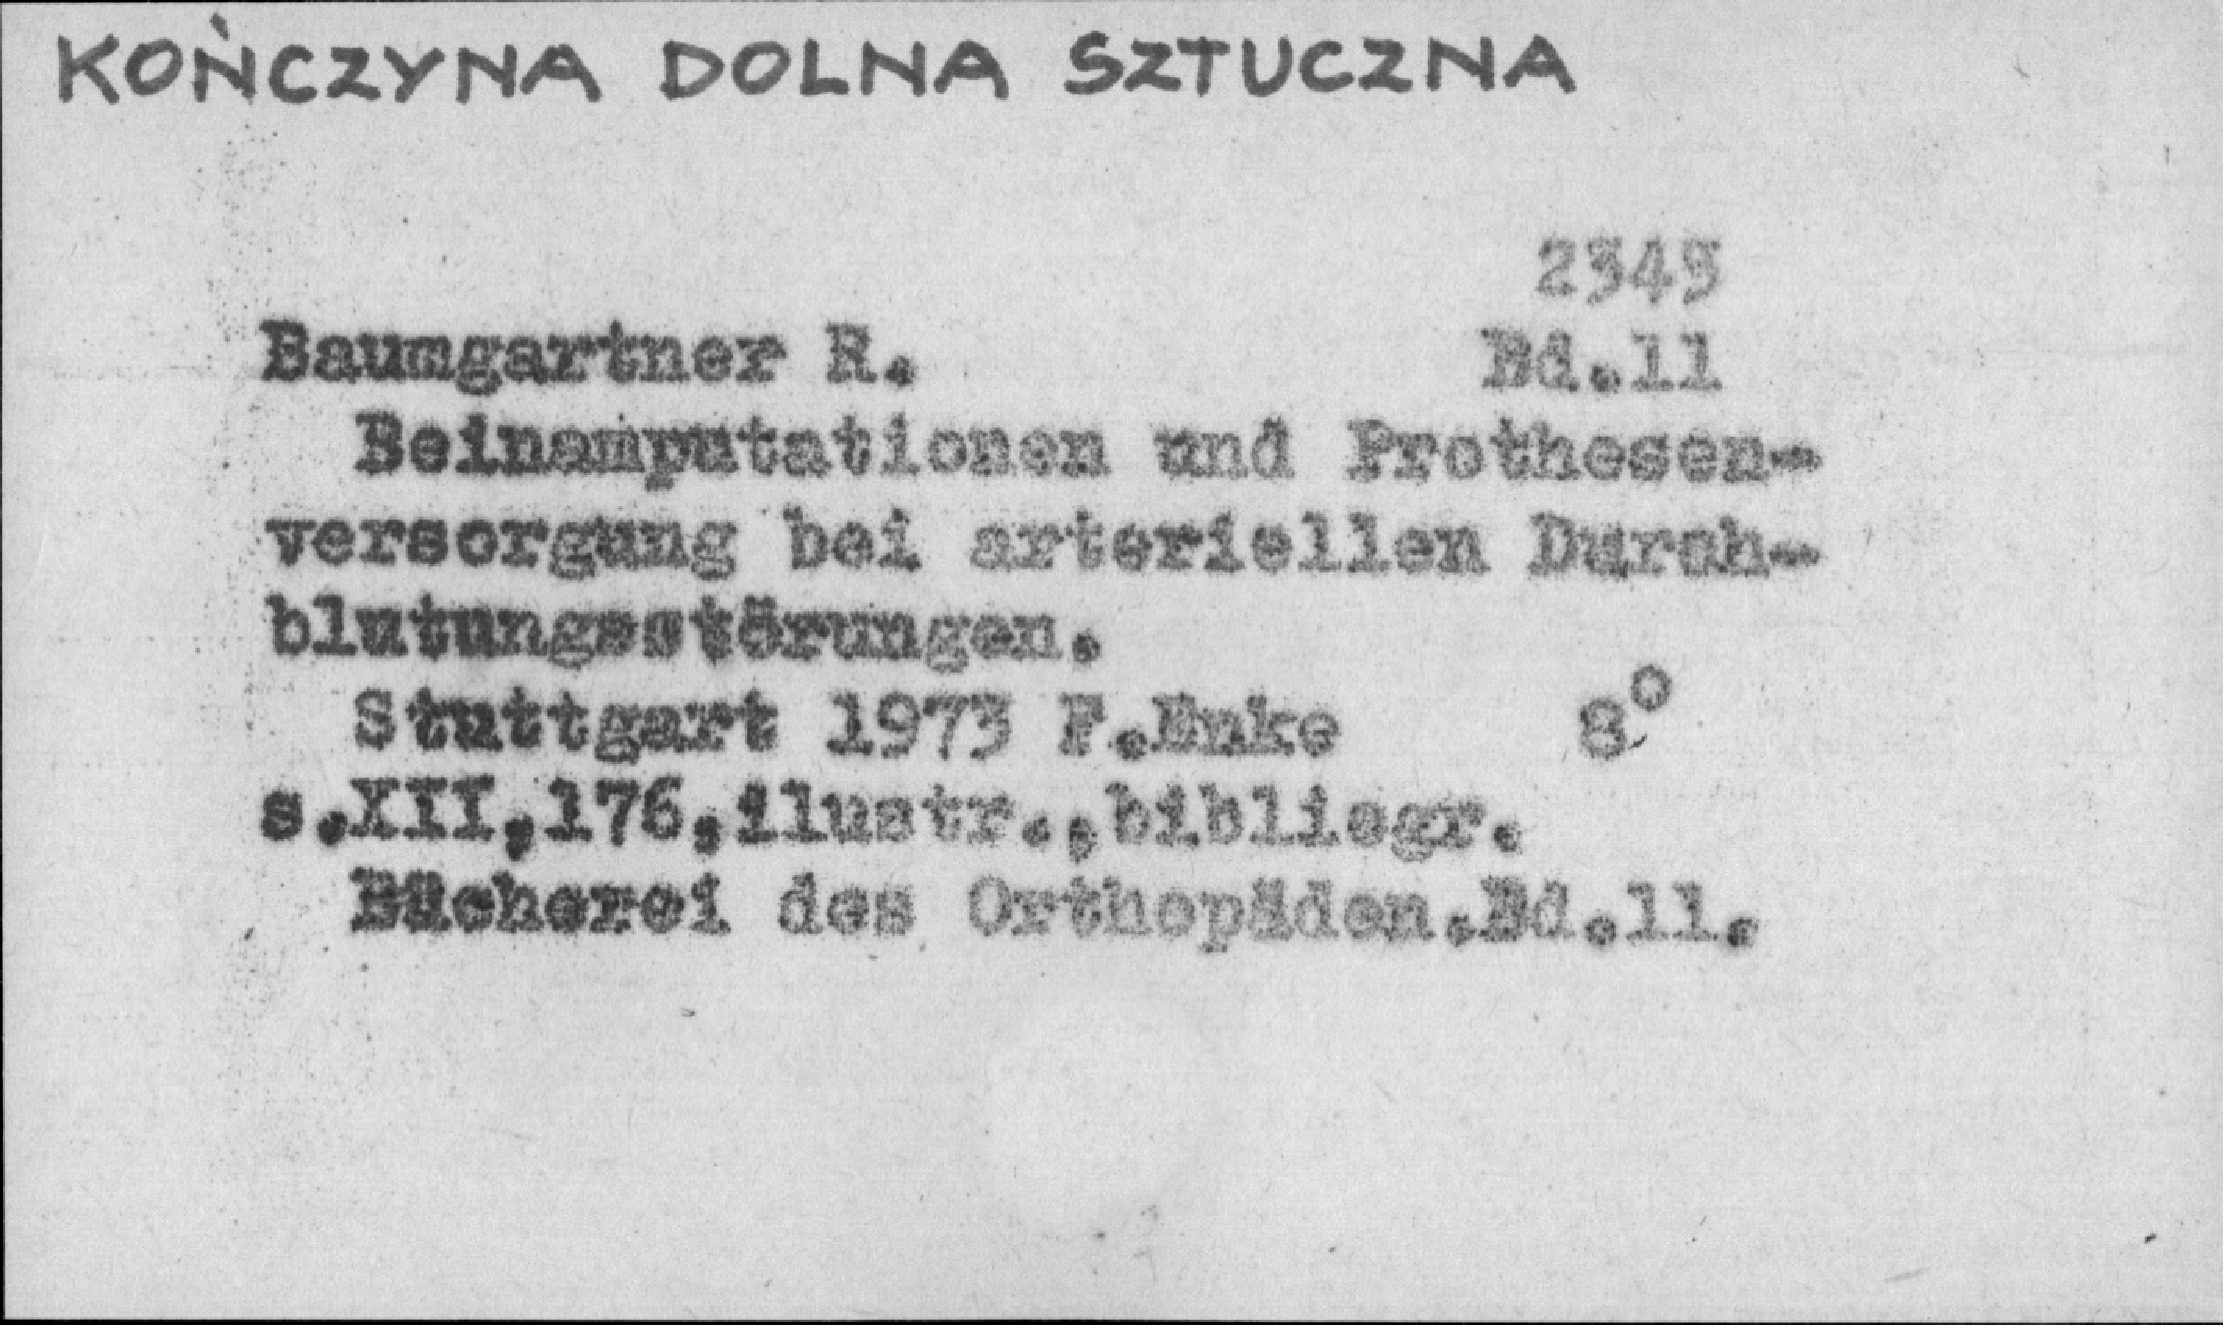 KOŃCZYNA DOLNA SZTUCZNA
2345
Baumgartner R. Bd.11
Beinamputationen und Prothesen-
versorgung bei arteriellen Durch-
blutungsstörungen.
Stuttgart 1973 F.Enke 8°
s.XII,176,ilustr.,bibliogr.
Bücherei des Orthopäden.Bd.11.